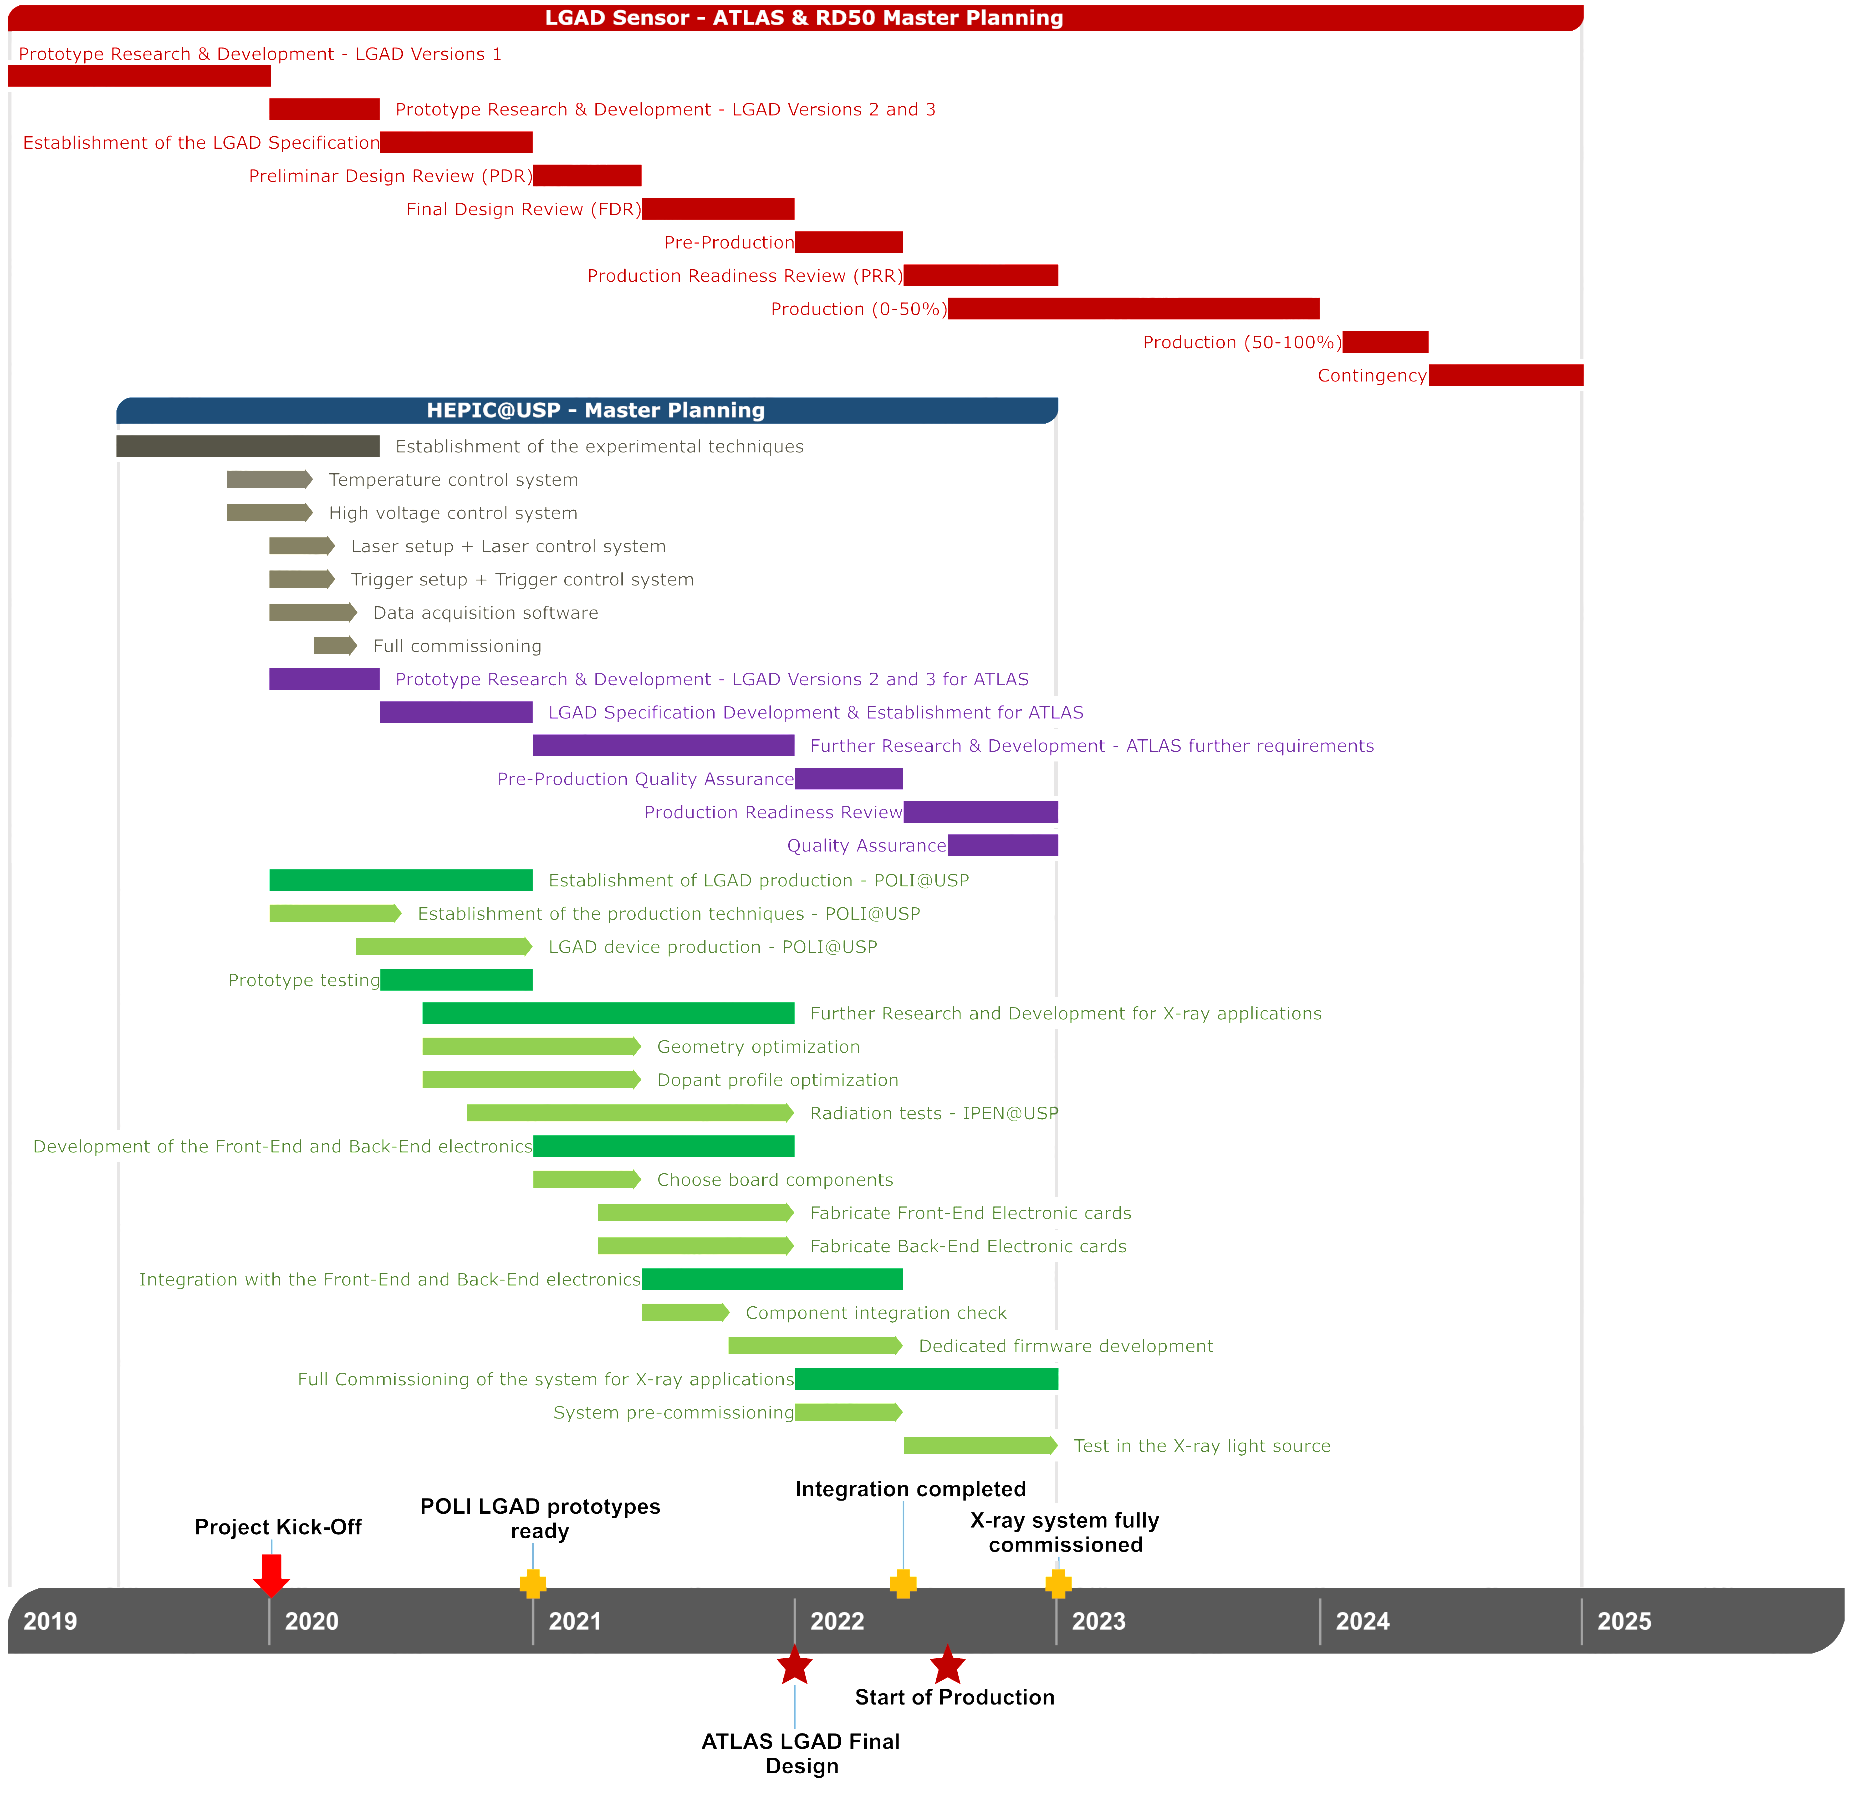 LGAD Sensor - ATLAS & RD50 Master Planning
Prototype Research & Development - LGAD Versions 1
Prototype Research & Development - LGAD Versions 2 and 3
Establishment of the LGAD Specification
Preliminar Design Review (PDR)
Final Design Review (FDR)
Pre-Production
Production Readiness Review (PRR)
Production (0-50%)
Production (50-100%)
Contingency
HEPIC@USP - Master Planning
Establishment of the experimental techniques
Temperature control system
High voltage control system
Laser setup + Laser control system
Trigger setup + Trigger control system
Data acquisition software
Full commissioning
Prototype Research & Development - LGAD Versions 2 and 3 for ATLAS
LGAD Specification Development & Establishment for ATLAS
Further Research & Development - ATLAS further requirements
Pre-Production Quality Assurance
Production Readiness Review
Quality Assurance
Establishment of LGAD production - POLI@USP
Establishment of the production techniques - POLI@USP
LGAD device production - POLI@USP
Prototype testing
Further Research and Development for X-ray applications
Geometry optimization
Dopant profile optimization
Radiation tests - IPEN@USP
Development of the Front-End and Back-End electronics
Choose board components
Fabricate Front-End Electronic cards
Fabricate Back-End Electronic cards
Integration with the Front-End and Back-End electronics
Component integration check
Dedicated firmware development
Full Commissioning of the system for X-ray applications
System pre-commissioning
Test in the X-ray light source
Integration completed
POLI LGAD prototypes
ready
Project Kick-Off
X-ray system fully
commissioned
2019
2020
2021
2022
2023
2024
2025
Start of Production
ATLAS LGAD Final
Design